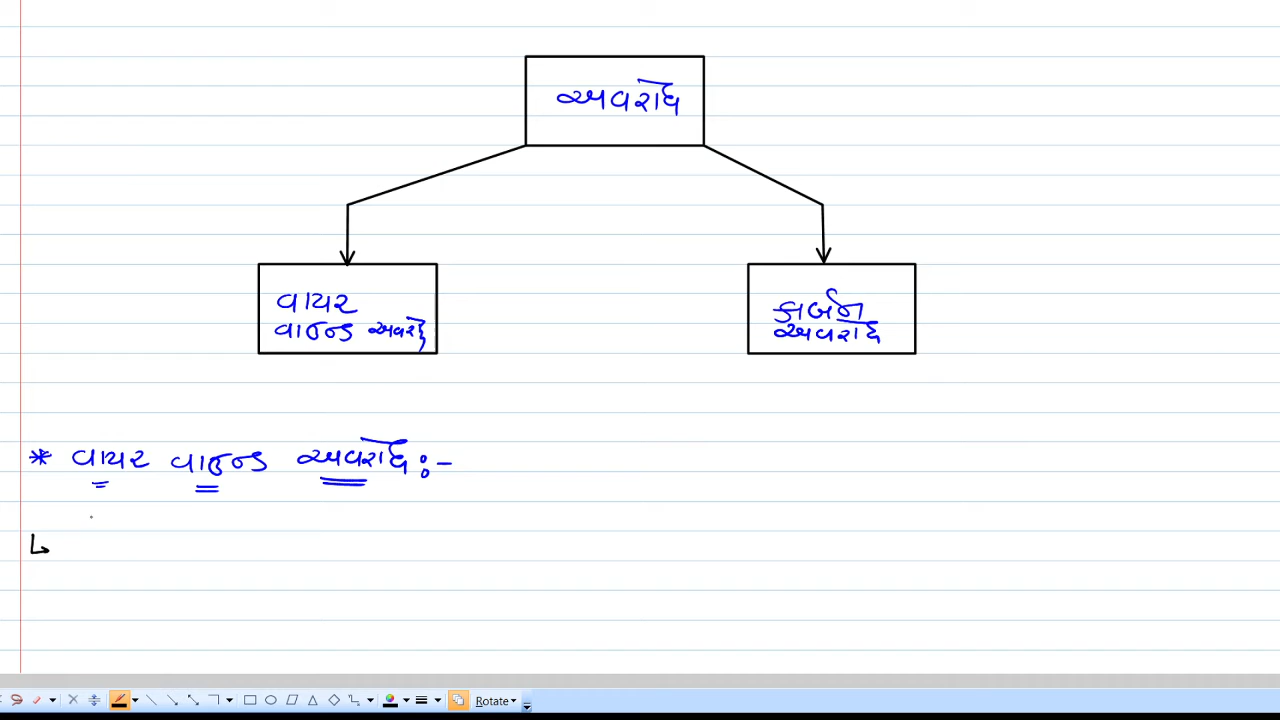 અવરોધ
વાયર
વાઉન્ડ અવરોધ
કાર્બન
અવરોધ
* વાયર વાઉન્ડ અવરોધ :-
Rotate